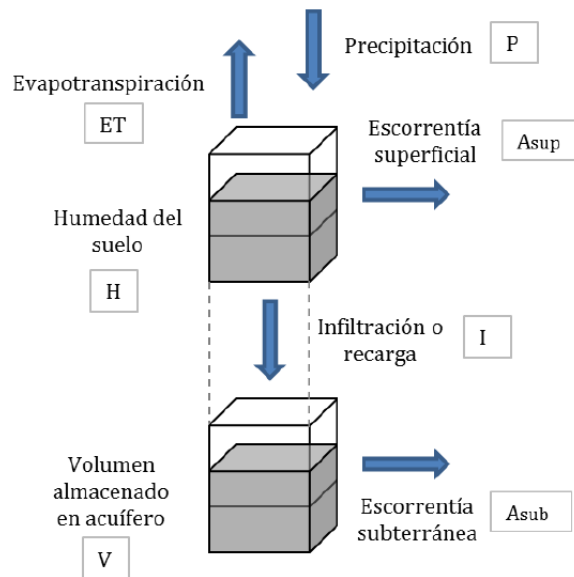 Precipitación
P
Evapotranspiración
ET
Escorrentía
superficial
Asup
Humedad del
suelo
H
Infiltración o
recarga
I
Volumen
almacenado
en acuífero
V
Escorrentía
subterránea
Asub